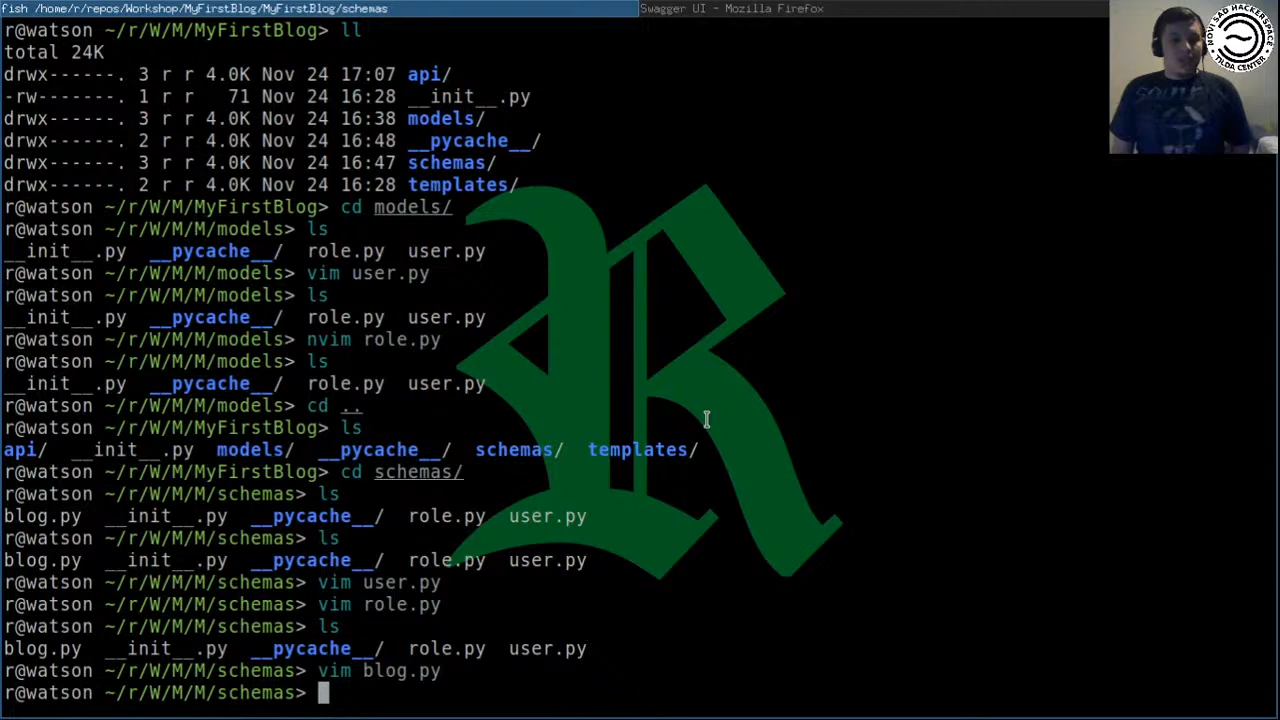 fish /home/r/repos/Workshop/MyFirstBlog/MyFirstBlog/schemas
Swagger UI - Mozilla Firefox
r@watson ~/r/W/M/MyFirstBlog> ll
total 24K
drwx------. 3 r r 4.0K Nov 24 17:07 api/
-rw-------. 1 r r   71 Nov 24 16:28 __init__.py
drwx------. 3 r r 4.0K Nov 24 16:38 models/
drwx------. 2 r r 4.0K Nov 24 16:48 __pycache__/
drwx------. 3 r r 4.0K Nov 24 16:47 schemas/
drwx------. 2 r r 4.0K Nov 24 16:28 templates/
r@watson ~/r/W/M/MyFirstBlog> cd models/
r@watson ~/r/W/M/M/models> ls
__init__.py  __pycache__/  role.py  user.py
r@watson ~/r/W/M/M/models> vim user.py
r@watson ~/r/W/M/M/models> ls
__init__.py  __pycache__/  role.py  user.py
r@watson ~/r/W/M/M/models> nvim role.py
r@watson ~/r/W/M/M/models> ls
__init__.py  __pycache__/  role.py  user.py
r@watson ~/r/W/M/M/models> cd ..
r@watson ~/r/W/M/MyFirstBlog> ls
api/  __init__.py  models/  __pycache__/  schemas/  templates/
r@watson ~/r/W/M/MyFirstBlog> cd schemas/
r@watson ~/r/W/M/M/schemas> ls
blog.py  __init__.py  __pycache__/  role.py  user.py
r@watson ~/r/W/M/M/schemas> ls
blog.py  __init__.py  __pycache__/  role.py  user.py
r@watson ~/r/W/M/M/schemas> vim user.py
r@watson ~/r/W/M/M/schemas> vim role.py
r@watson ~/r/W/M/M/schemas> ls
blog.py  __init__.py  __pycache__/  role.py  user.py
r@watson ~/r/W/M/M/schemas> vim blog.py
r@watson ~/r/W/M/M/schemas>
R
NOVI SAD HACKERSPACE
TILDA CENTER